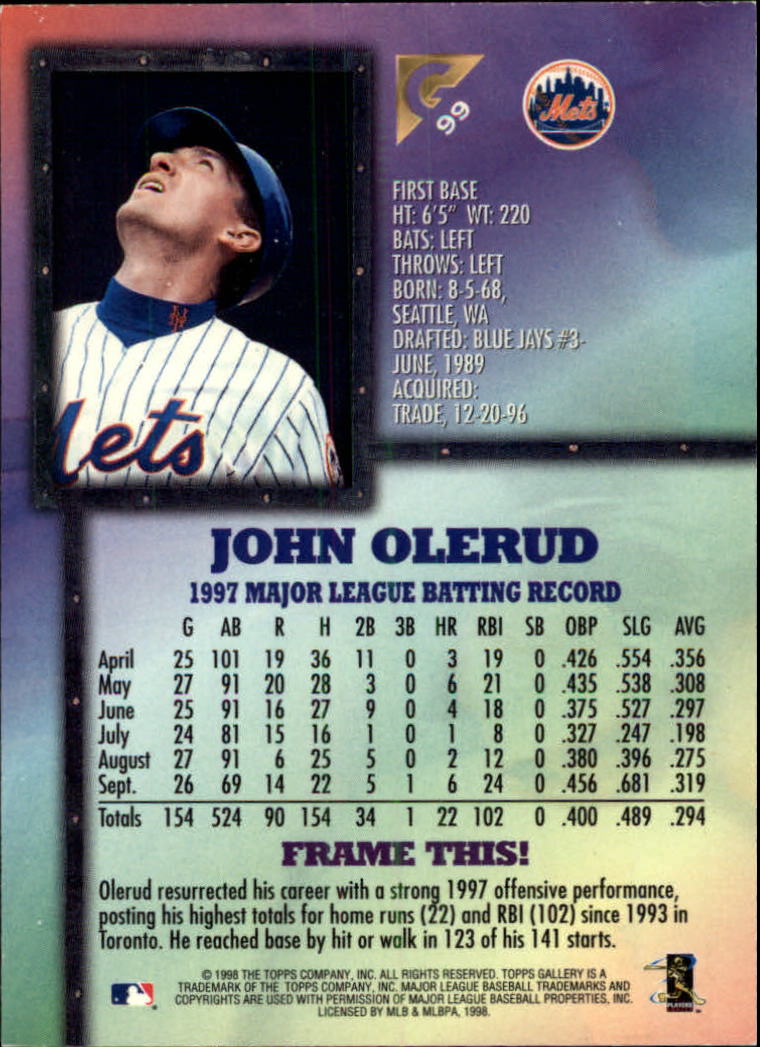 G
99
Mets
FIRST BASE
HT: 6'5" WT: 220
BATS: LEFT
THROWS: LEFT
BORN: 8-5-68,
SEATTLE, WA
DRAFTED: BLUE JAYS #3-
JUNE, 1989
ACQUIRED:
TRADE, 12-20-96
NY
Mets
JOHN OLERUD
1997 MAJOR LEAGUE BATTING RECORD
G AB R H 2B 3B HR RBI SB OBP SLG AVG
April 25 101 19 36 11 0 3 19 0 .426 .554 .356
May 27 91 20 28 3 0 6 21 0 .435 .538 .308
June 25 91 16 27 9 0 4 18 0 .375 .527 .297
July 24 81 15 16 1 0 1 8 0 .327 .247 .198
August 27 91 6 25 5 0 2 12 0 .380 .396 .275
Sept. 26 69 14 22 5 1 6 24 0 .456 .681 .319
Totals 154 524 90 154 34 1 22 102 0 .400 .489 .294
FRAME THIS!
Olerud resurrected his career with a strong 1997 offensive performance,
posting his highest totals for home runs (22) and RBI (102) since 1993 in
Toronto. He reached base by hit or walk in 123 of his 141 starts.
© 1998 THE TOPPS COMPANY, INC. ALL RIGHTS RESERVED. TOPPS GALLERY IS A
TRADEMARK OF THE TOPPS COMPANY, INC. MAJOR LEAGUE BASEBALL TRADEMARKS AND
COPYRIGHTS ARE USED WITH PERMISSION OF MAJOR LEAGUE BASEBALL PROPERTIES, INC.
LICENSED BY MLB & MLBPA, 1998.
PLAYERS